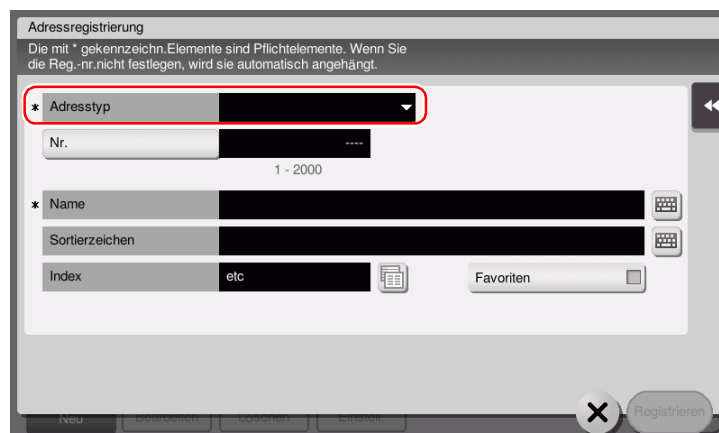 Adressregistrierung
Die mit * gekennzeichn.Elemente sind Pflichtelemente. Wenn Sie
die Reg.-nr.nicht festlegen, wird sie automatisch angehängt.
* Adresstyp
Nr. ----
1 - 2000
* Name
Sortierzeichen
Index etc Favoriten
Neu Bearbeiten Löschen Einstell. Registrieren